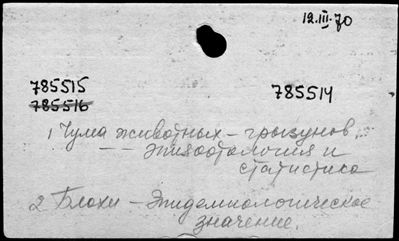 12.III.70
785515
785516
785514
1 Чума животных - грызунов.
— — эпизоотология и
статистика
2 Блохи - Эпидемиологическое
значение.